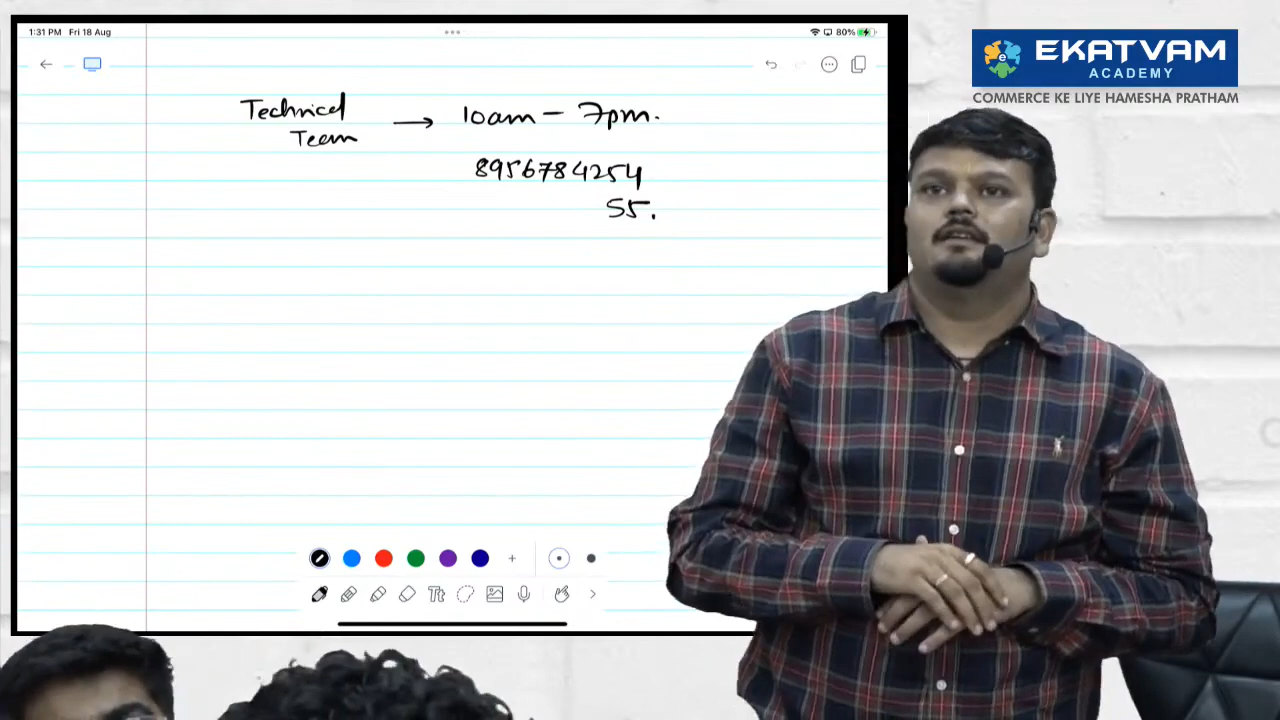 1:31 PM Fri 18 Aug
80%
EKATVAM
ACADEMY
COMMERCE KE LIYE HAMESHA PRATHAM
Technical
Team → 10am - 7pm.
8956784254
55.
Tt